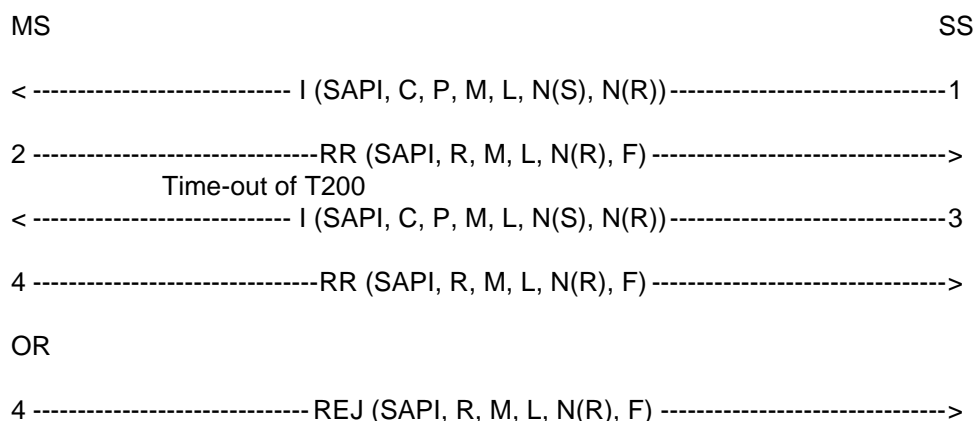 MS SS
< ----------------------------- I (SAPI, C, P, M, L, N(S), N(R))-------------------------------1
2 --------------------------------RR (SAPI, R, M, L, N(R), F) --------------------------------->
Time-out of T200
< ----------------------------- I (SAPI, C, P, M, L, N(S), N(R))-------------------------------3
4 --------------------------------RR (SAPI, R, M, L, N(R), F) --------------------------------->
OR
4 -------------------------------REJ (SAPI, R, M, L, N(R), F) -------------------------------->